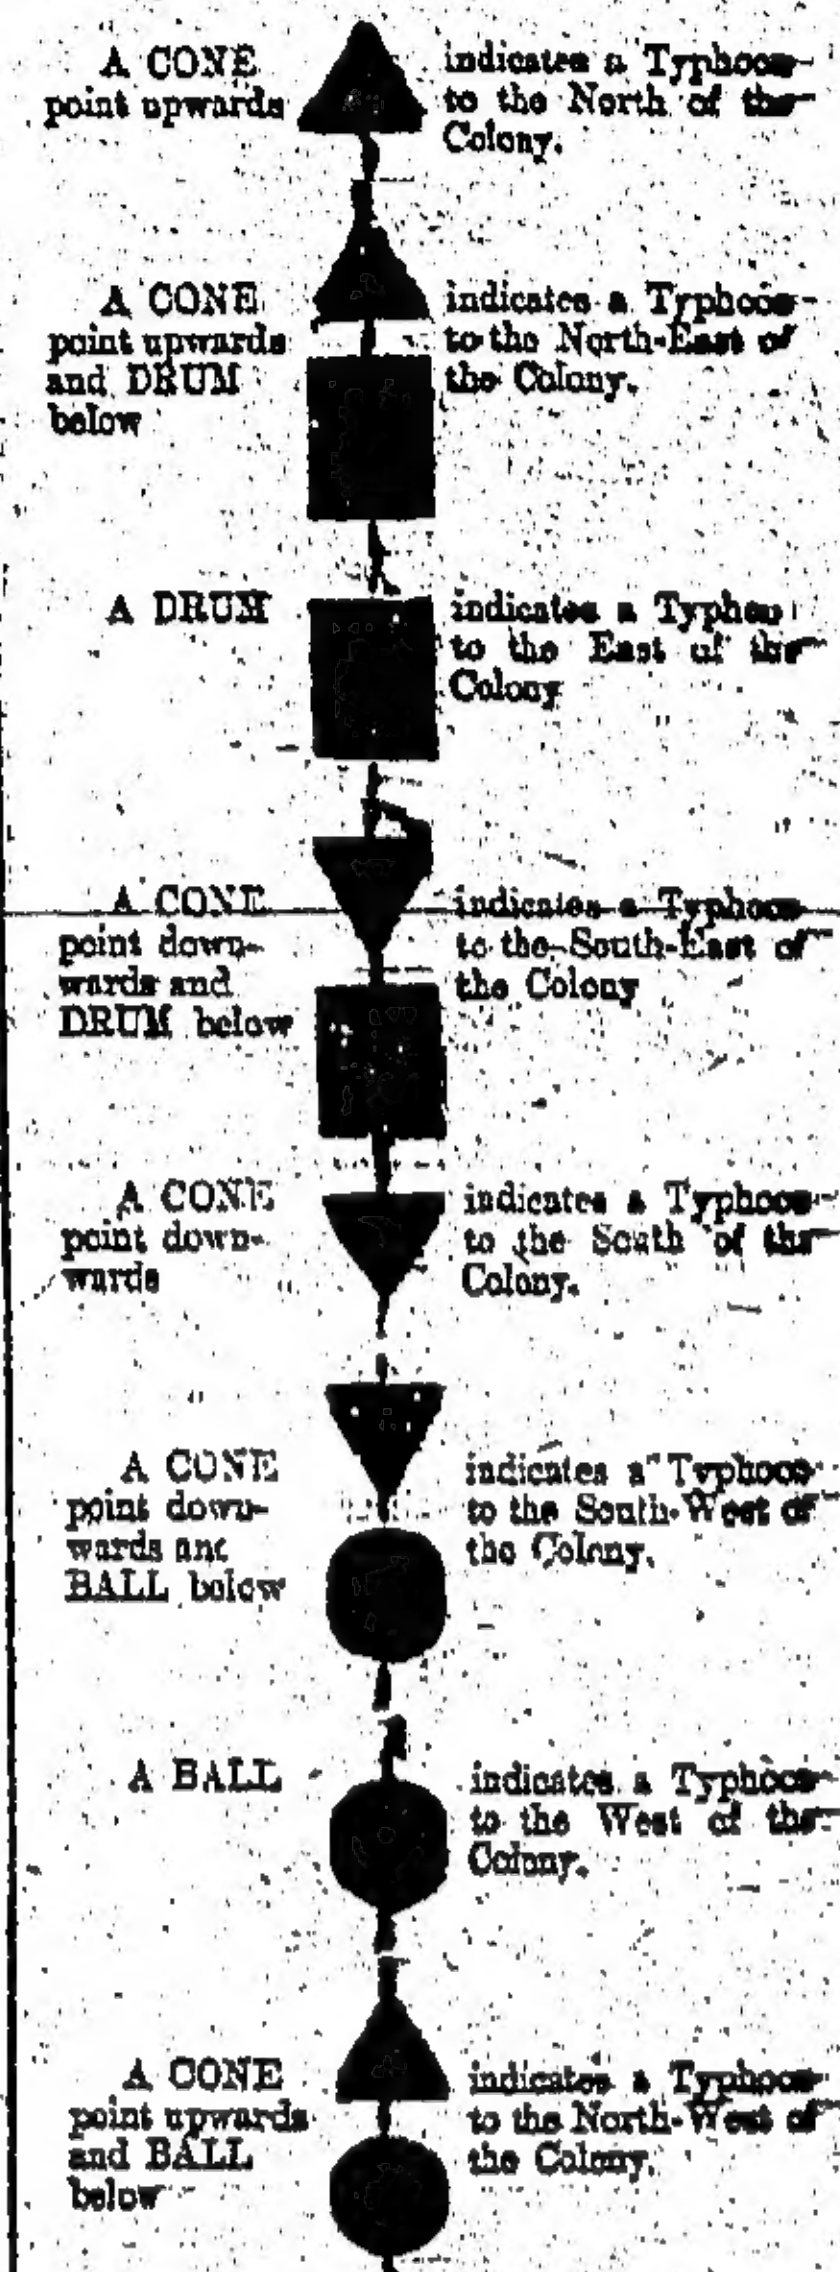 A CONE
point upwards
indicates a Typhoon
to the North of the
Colony.
A CONE
point upwards
and DRUM
below
indicates a Typhoon
to the North-East of
the Colony.
A DRUM
indicates a Typhoo
to the East of the
Colony
A CONE
point down-
wards and
DRUM below
indicates a Typhoon
to the South-East of
the Colony
A CONE
point down-
wards
indicates a Typhoon
to the South of the
Colony.
A CONE
point down-
wards and
BALL below
indicates a Typhoon
to the South-West of
the Colony.
A BALL
indicates a Typhoon
to the West of the
Colony.
A CONE
point upwards
and BALL
below
indicates a Typhoon
to the North-West of
the Colony.